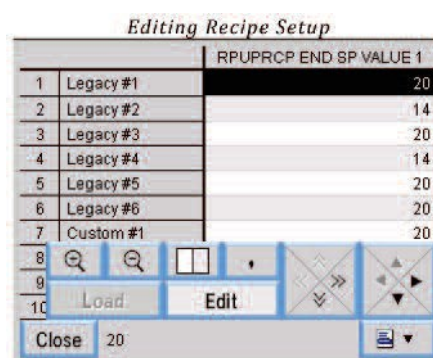 Editing Recipe Setup
RPUPRCP END SP VALUE 1
1 Legacy #1 20
2 Legacy #2 14
3 Legacy #3 20
4 Legacy #4 14
5 Legacy #5 20
6 Legacy #6 20
7 Custom #1 20
8
9
10
Load Edit
Close 20